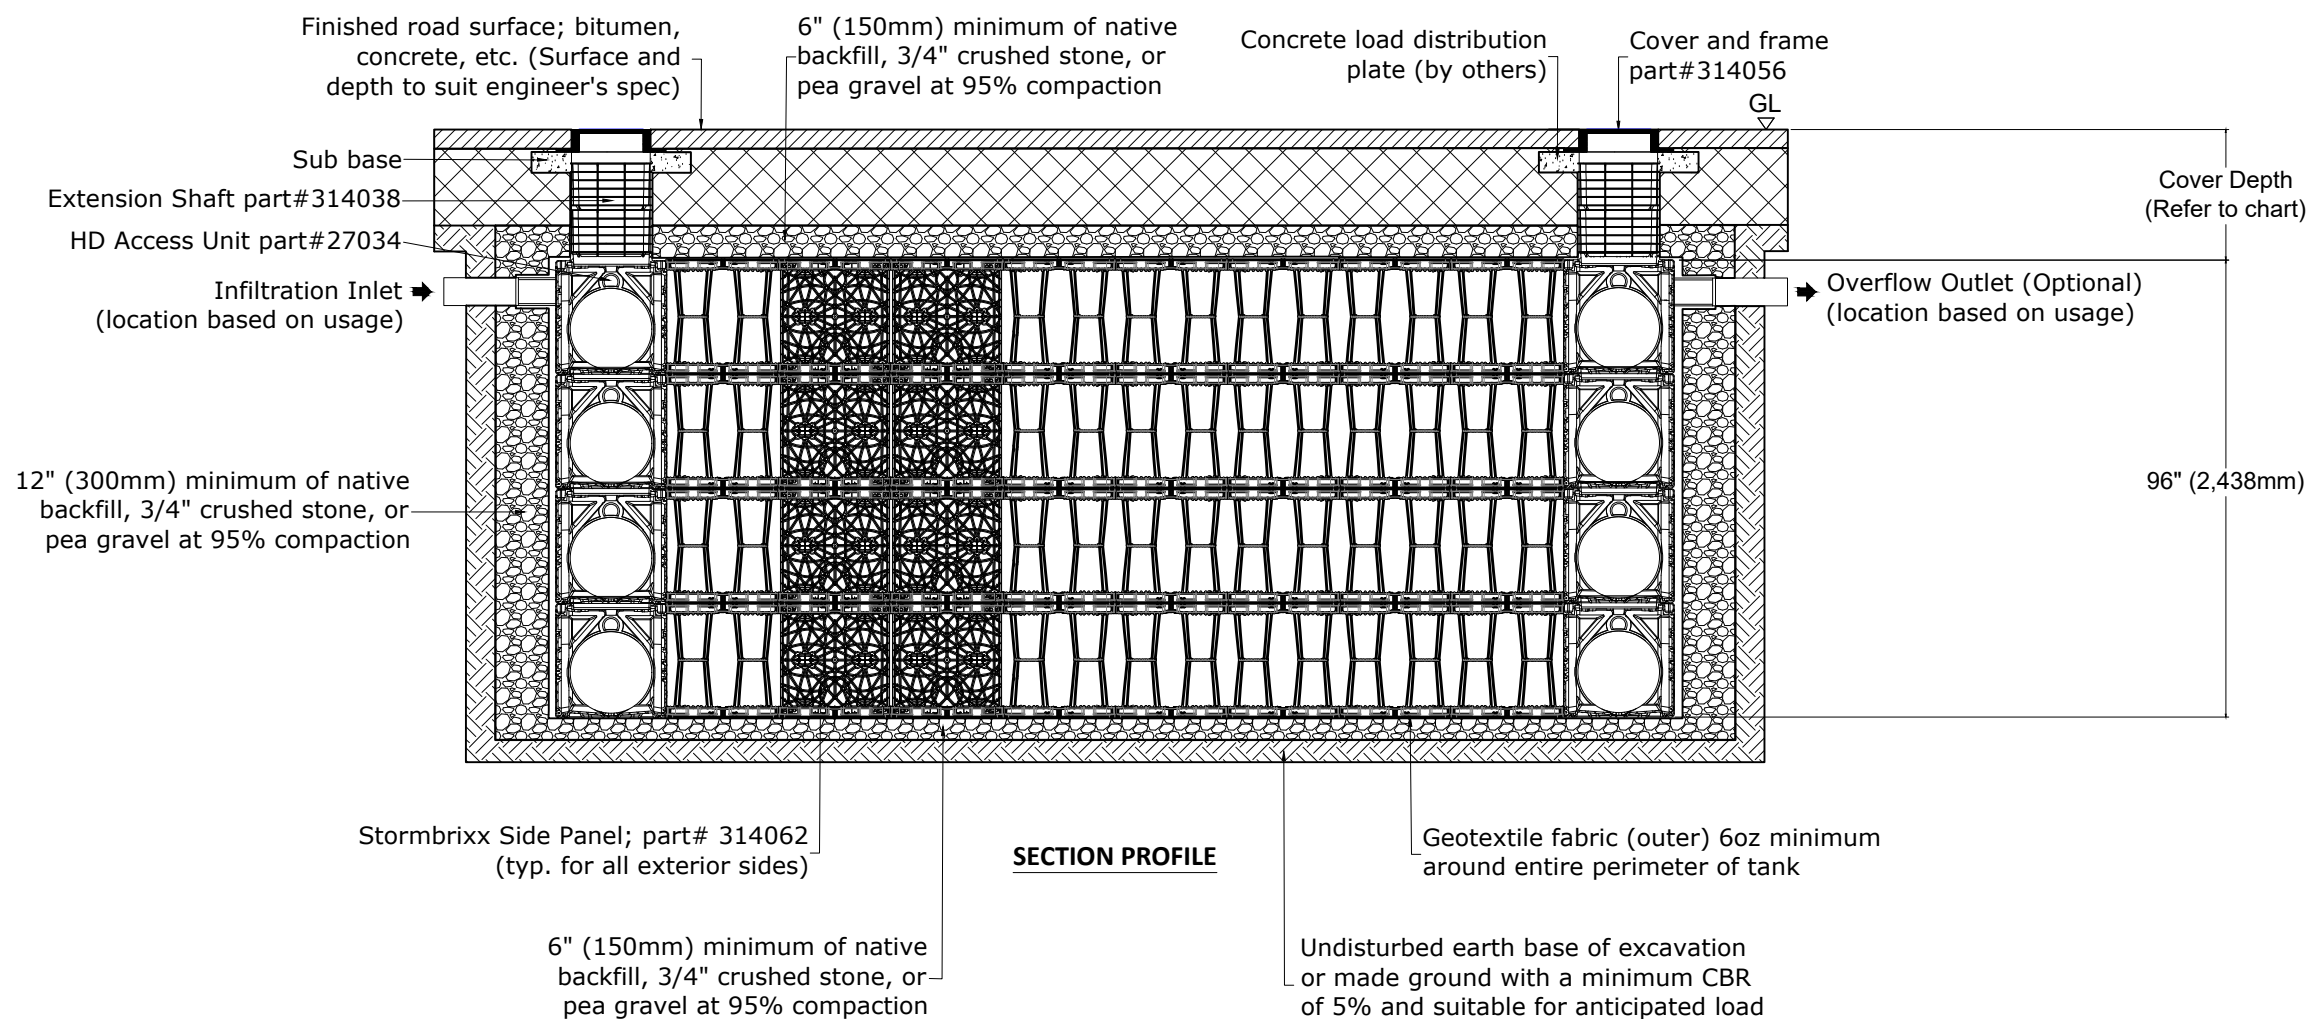 Finished road surface; bitumen,
concrete, etc. (Surface and
depth to suit engineer's spec)
6" (150mm) minimum of native
backfill, 3/4" crushed stone, or
pea gravel at 95% compaction
Concrete load distribution
plate (by others)
Cover and frame
part#314056
GL
Sub base
Extension Shaft part#314038
HD Access Unit part#27034
Infiltration Inlet
(location based on usage)
Cover Depth
(Refer to chart)
Overflow Outlet (Optional)
(location based on usage)
12" (300mm) minimum of native
backfill, 3/4" crushed stone, or
pea gravel at 95% compaction
96" (2,438mm)
Stormbrixx Side Panel; part# 314062
(typ. for all exterior sides)
SECTION PROFILE
Geotextile fabric (outer) 6oz minimum
around entire perimeter of tank
6" (150mm) minimum of native
backfill, 3/4" crushed stone, or
pea gravel at 95% compaction
Undisturbed earth base of excavation
or made ground with a minimum CBR
of 5% and suitable for anticipated load